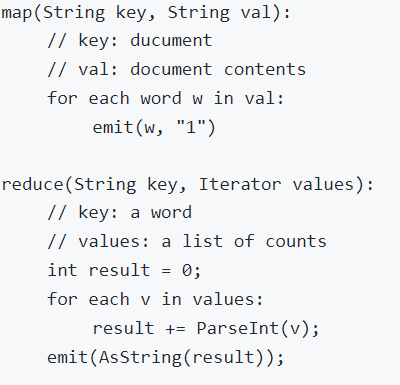 map(String key, String val):
    // key: ducument
    // val: document contents
    for each word w in val:
        emit(w, "1")

reduce(String key, Iterator values):
    // key: a word
    // values: a list of counts
    int result = 0;
    for each v in values:
        result += ParseInt(v);
    emit(AsString(result));